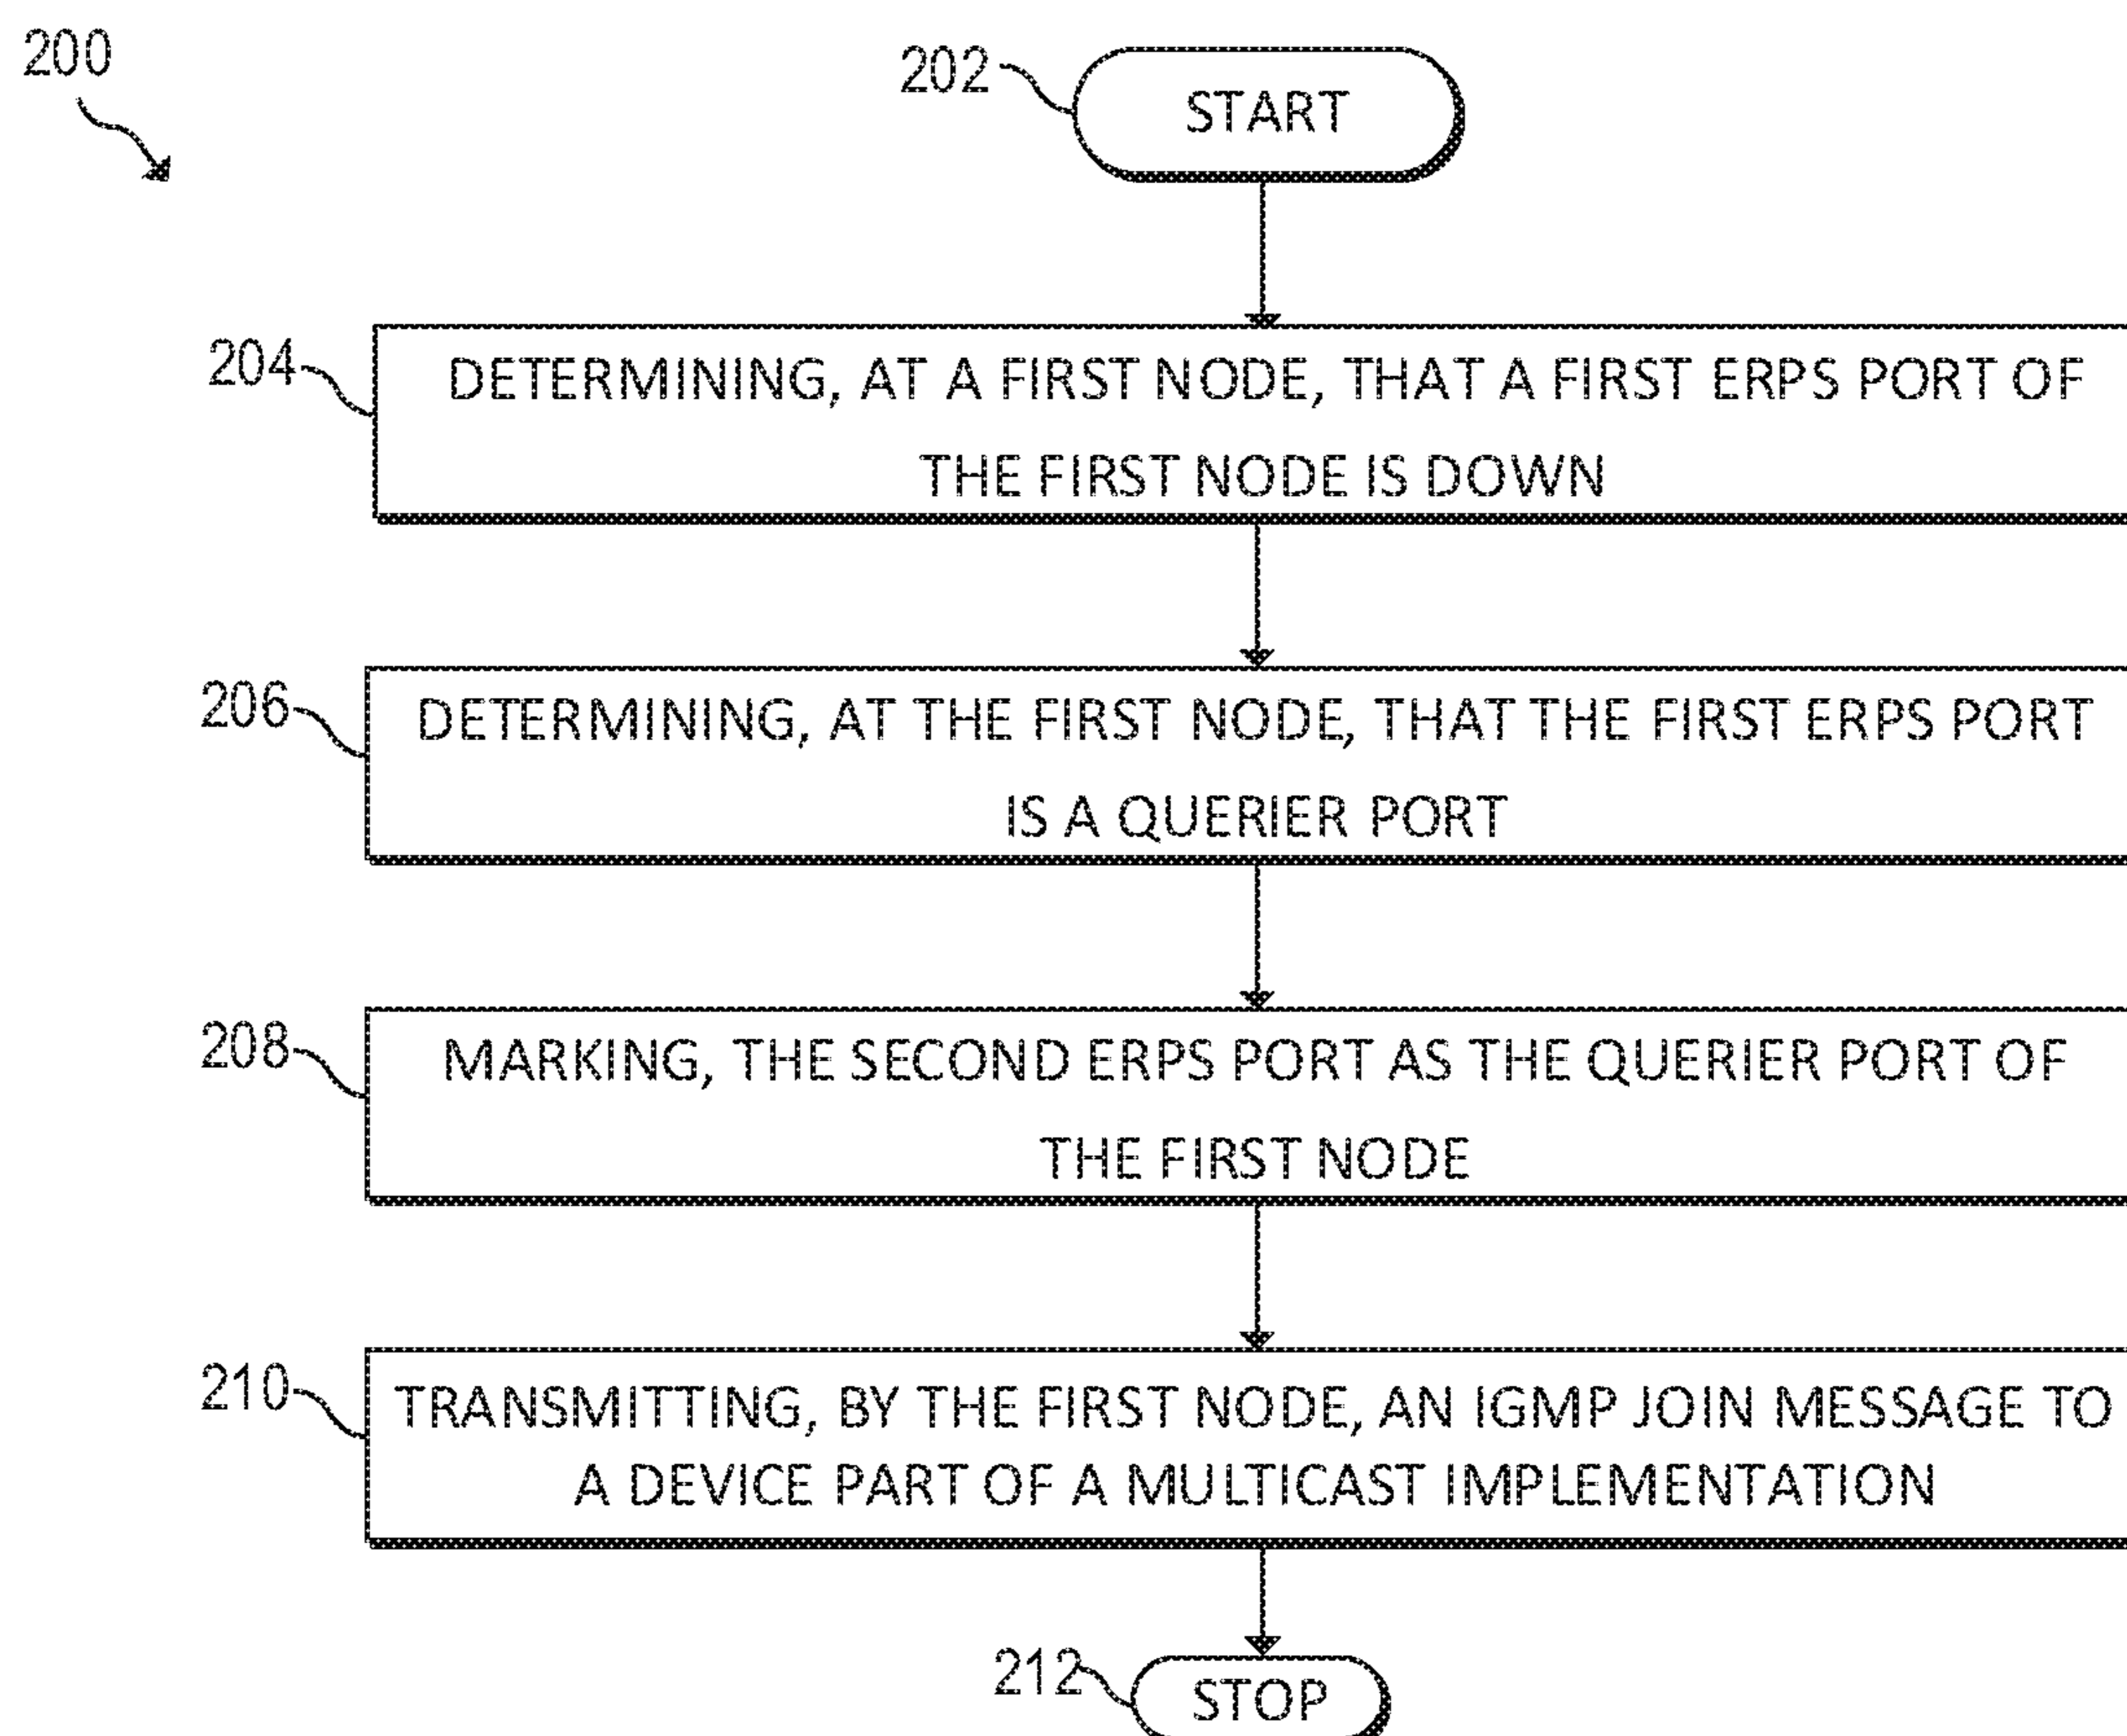 200
202
START
204
DETERMINING, AT A FIRST NODE, THAT A FIRST ERPS PORT OF
THE FIRST NODE IS DOWN
206
DETERMINING, AT THE FIRST NODE, THAT THE FIRST ERPS PORT
IS A QUERIER PORT
208
MARKING, THE SECOND ERPS PORT AS THE QUERIER PORT OF
THE FIRST NODE
210
TRANSMITTING, BY THE FIRST NODE, AN IGMP JOIN MESSAGE TO
A DEVICE PART OF A MULTICAST IMPLEMENTATION
212
STOP